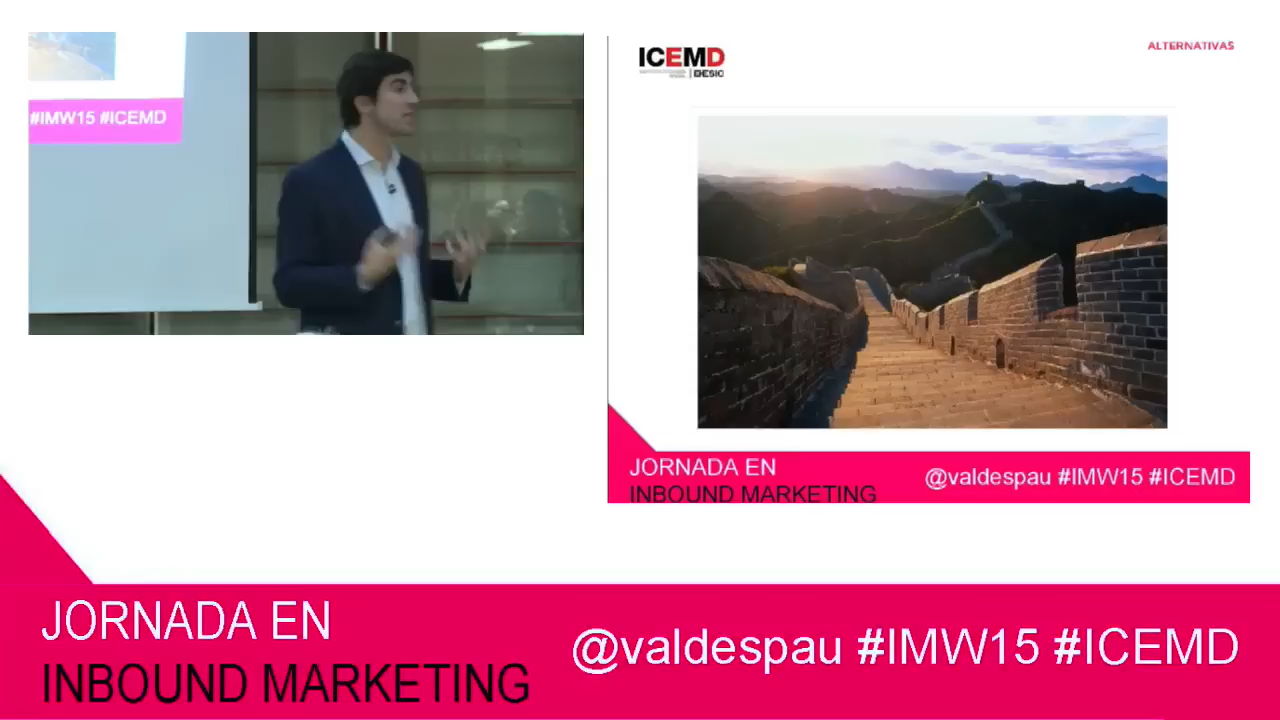 #IMW15 #ICEMD
ICEMD
ESIC
ALTERNATIVAS
JORNADA EN
INBOUND MARKETING
@valdespau #IMW15 #ICEMD
JORNADA EN
INBOUND MARKETING
@valdespau #IMW15 #ICEMD